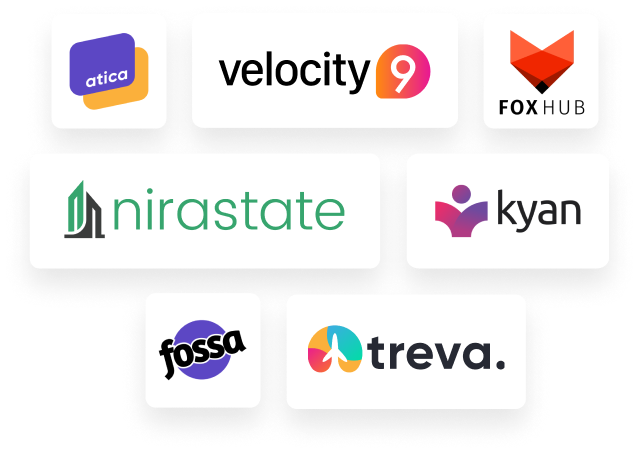 atica
velocity 9
FOX HUB
nirastate
kyan
fossa
treva.